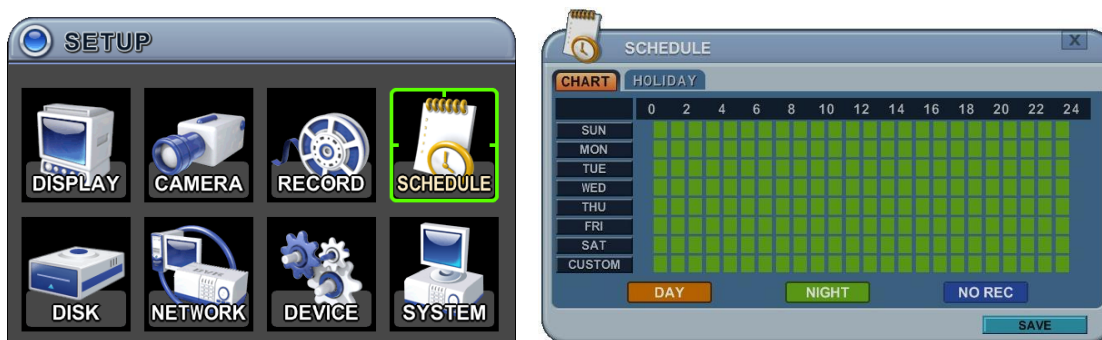 SETUP
DISPLAY CAMERA RECORD SCHEDULE
DISK NETWORK DEVICE SYSTEM
SCHEDULE X
CHART HOLIDAY
0 2 4 6 8 10 12 14 16 18 20 22 24
SUN
MON
TUE
WED
THU
FRI
SAT
CUSTOM
DAY NIGHT NO REC
SAVE